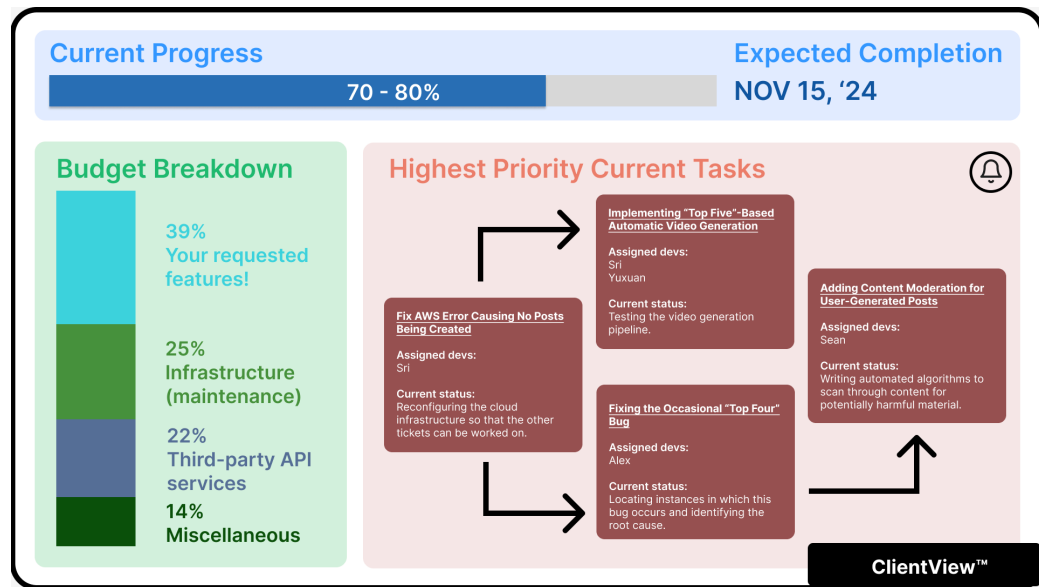 Current Progress
70 - 80%
Expected Completion
NOV 15, ‘24
Budget Breakdown
39%
Your requested
features!
25%
Infrastructure
(maintenance)
22%
Third-party API
services
14%
Miscellaneous
Highest Priority Current Tasks
Fix AWS Error Causing No Posts
Being Created
Assigned devs:
Sri
Current status:
Reconfiguring the cloud
infrastructure so that the other
tickets can be worked on.
Implementing “Top Five”-Based
Automatic Video Generation
Assigned devs:
Sri
Yuxuan
Current status:
Testing the video generation
pipeline.
Fixing the Occasional “Top Four”
Bug
Assigned devs:
Alex
Current status:
Locating instances in which this
bug occurs and identifying the
root cause.
Adding Content Moderation for
User-Generated Posts
Assigned devs:
Sean
Current status:
Writing automated algorithms to
scan through content for
potentially harmful material.
ClientView™